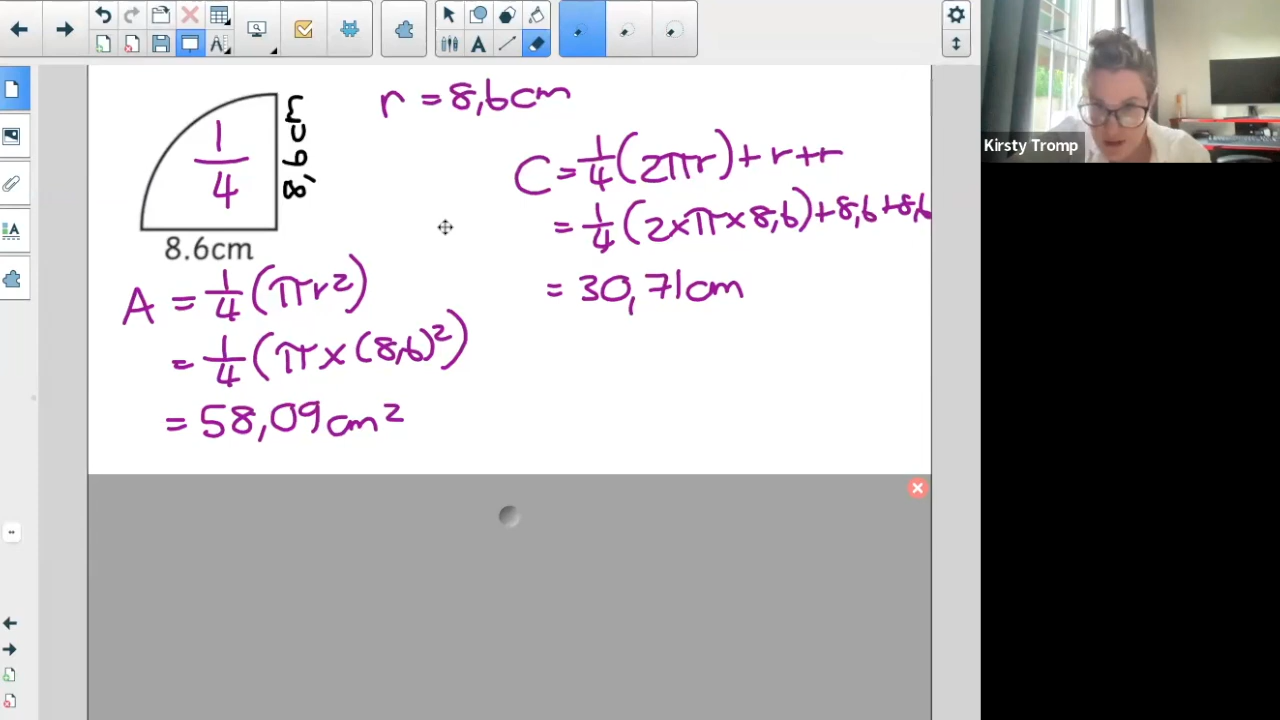 r = 8,6cm
1/4
8,6cm
8.6cm
C = 1/4(2πr) + r + r
= 1/4(2×π×8,6) + 8,6 + 8,6
= 30,71cm
A = 1/4(πr²)
= 1/4(π×(8,6)²)
= 58,09cm²
Kirsty Tromp